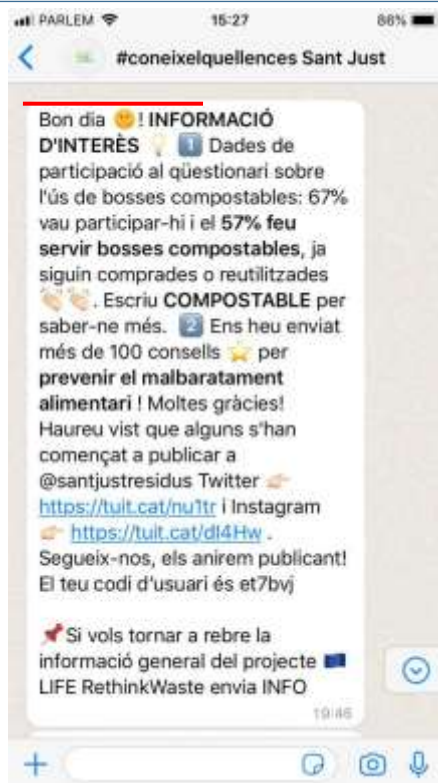 PARLEM 15:27 86%
#coneixelquellences Sant Just
Bon dia 🙂! INFORMACIÓ
D'INTERÈS 💡 1️⃣ Dades de
participació al qüestionari sobre
l'ús de bosses compostables: 67%
vau participar-hi i el 57% feu
servir bosses compostables, ja
siguin comprades o reutilitzades
👏🏻👏🏻. Escriu COMPOSTABLE per
saber-ne més. 2️⃣ Ens heu enviat
més de 100 consells ⭐ per
prevenir el malbaratament
alimentari ! Moltes gràcies!
Haureu vist que alguns s'han
començat a publicar a
@santjustresidus Twitter 👉🏻
https://tuit.cat/nu1tr i Instagram
👉🏻 https://tuit.cat/dI4Hw .
Segueix-nos, els anirem publicant!
El teu codi d'usuari és et7bvj
📌Si vols tornar a rebre la
informació general del projecte 🇪🇺
LIFE RethinkWaste envia INFO
19:46